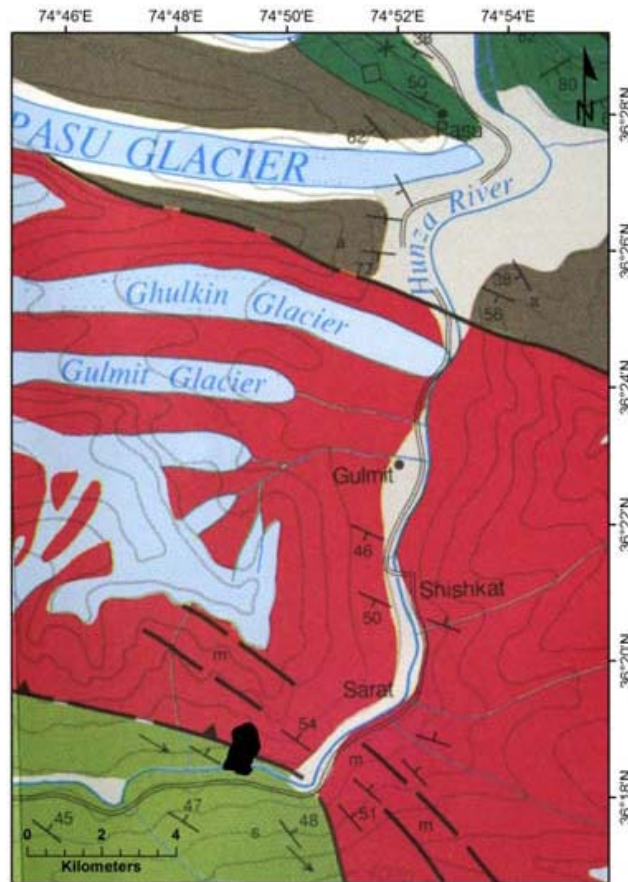 74°46'E 74°48'E 74°50'E 74°52'E 74°54'E
38
62
50
80
N
36°28'N
Pasu
62
PASU GLACIER
Hunza River
36°26'N
a
77
38
56
a
Ghulkin Glacier
Gulmit Glacier
36°24'N
Gulmit
36°22'N
46
Shishkat
50
36°20'N
m
Sarat
54
m
36°18'N
45
47
s
48
51
m
0 2 4
Kilometers